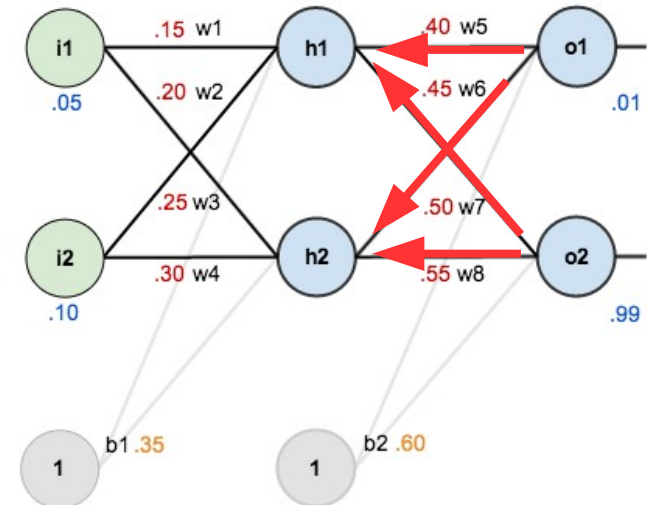 .15 w1
.40 w5
i1
h1
o1
.20 w2
.45 w6
.05
.01
.25 w3
.50 w7
i2
h2
o2
.30 w4
.55 w8
.10
.99
b1 .35
b2 .60
1
1